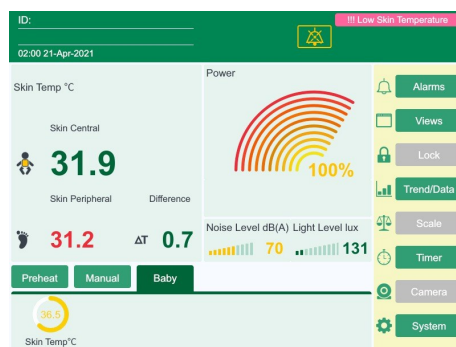 ID:
!!! Low Skin Temperature
02:00 21-Apr-2021
Skin Temp °C
Skin Central
31.9
Skin Peripheral
Difference
31.2
ΔT 0.7
Power
100%
Noise Level dB(A) Light Level lux
70 131
Alarms
Views
Lock
Trend/Data
Scale
Timer
Camera
System
Preheat Manual Baby
36.5
Skin Temp°C